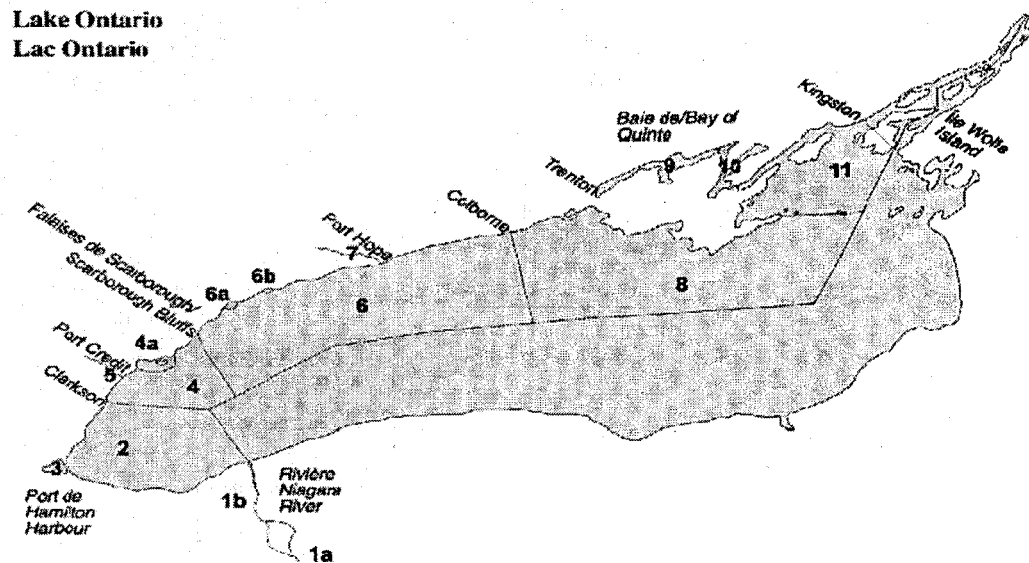 Lake Ontario
Lac Ontario
Kingston
Île Wolfe
Island
Baie de/Bay of
Quinte
9
10
11
Trenton
Colborne
Port Hope
7
Falaises de Scarborough/
Scarborough Bluffs
6a
6b
6
8
4a
Port Credit
5
4
Clarkson
2
3
Port de
Hamilton
Harbour
1b
Rivière
Niagara
River
1a